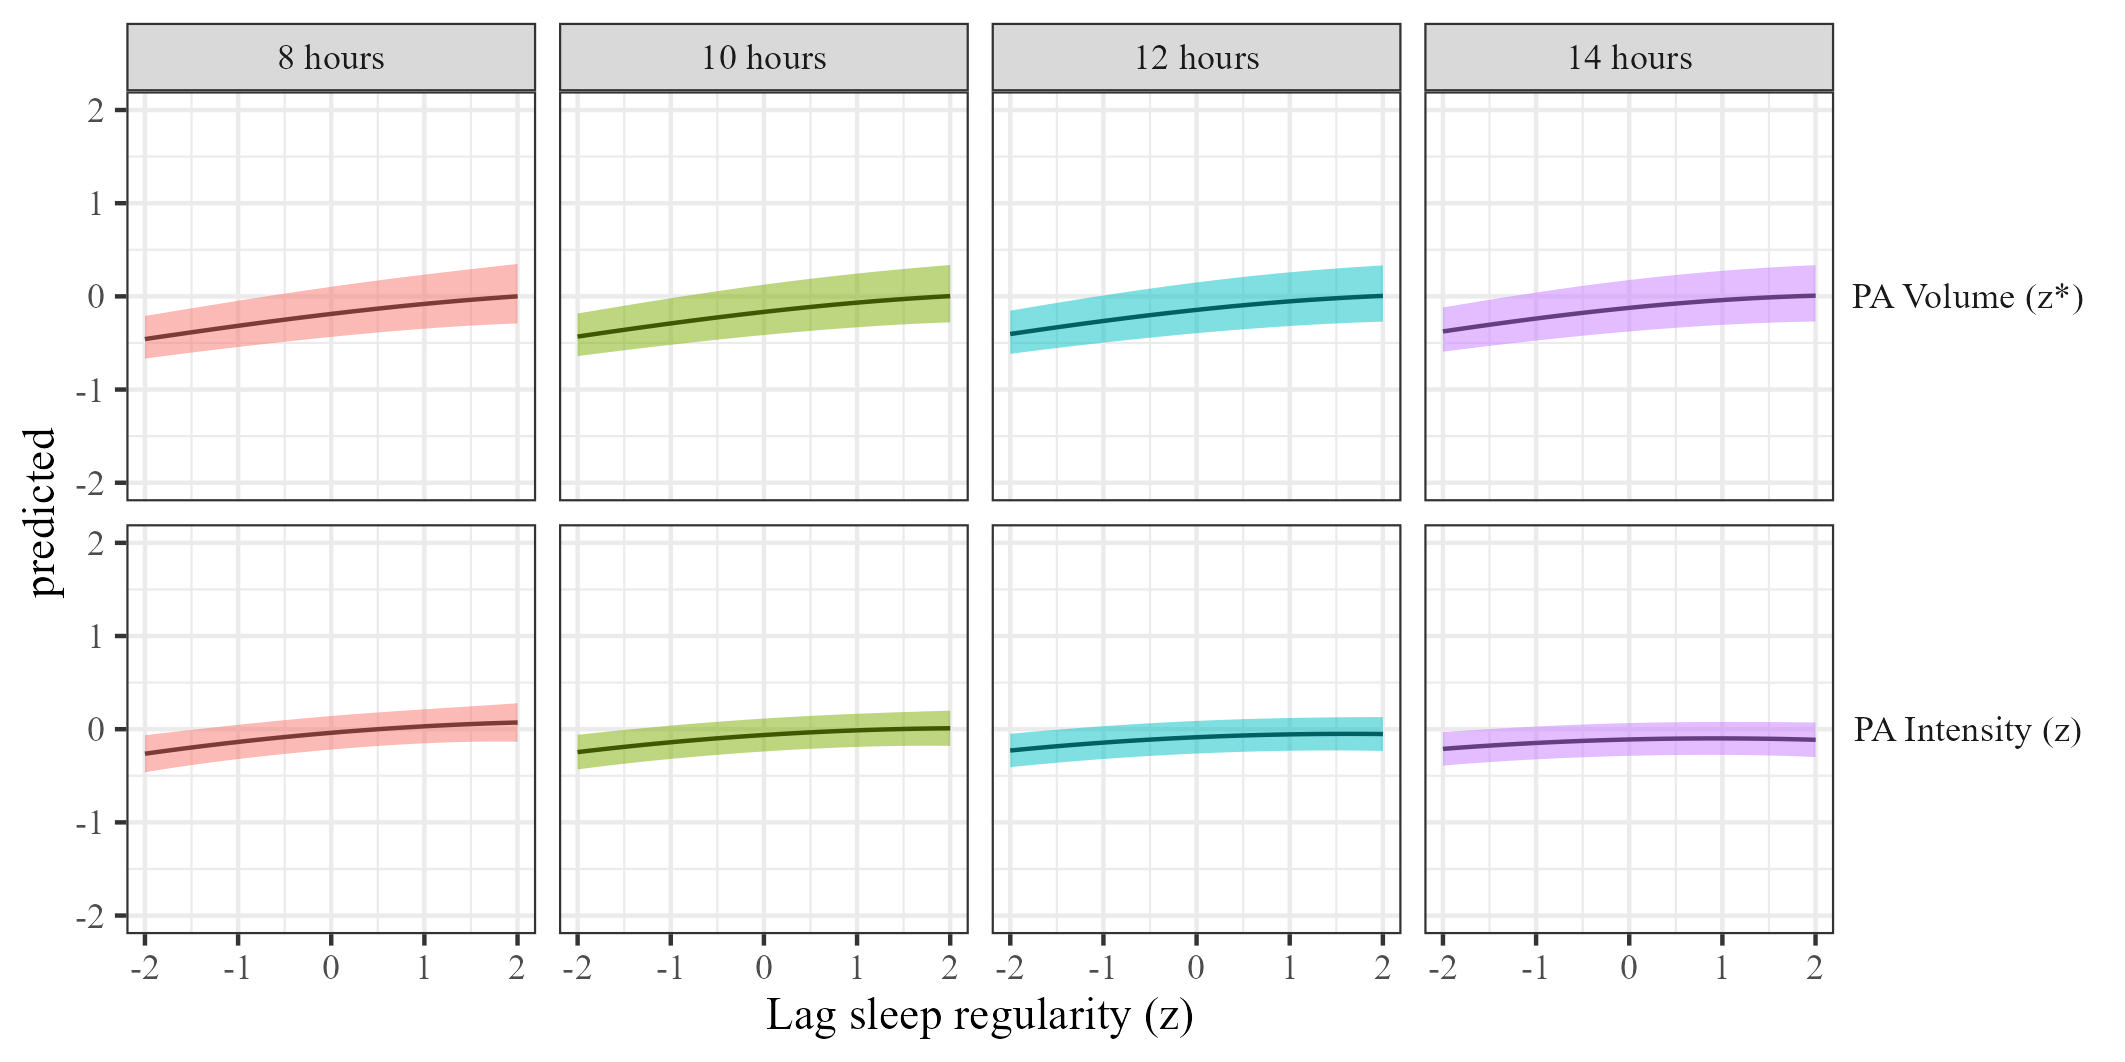 8 hours 10 hours 12 hours 14 hours
2
1
0
-1
-2
PA Volume (z*)
predicted
2
1
0
-1
-2
PA Intensity (z)
-2 -1 0 1 2 -2 -1 0 1 2 -2 -1 0 1 2 -2 -1 0 1 2
Lag sleep regularity (z)